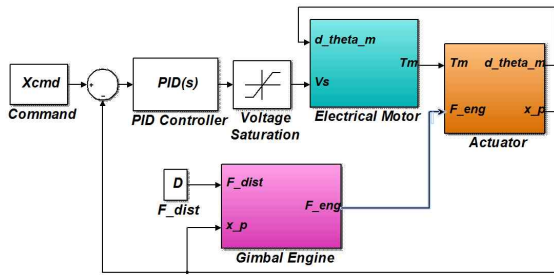 d_theta_m
Vs
Tm
Electrical Motor
Tm
d_theta_m
F_eng
x_p
Actuator
Xcmd
Command
+
−
PID(s)
PID Controller
Voltage
Saturation
D
F_dist
F_dist
F_eng
x_p
Gimbal Engine